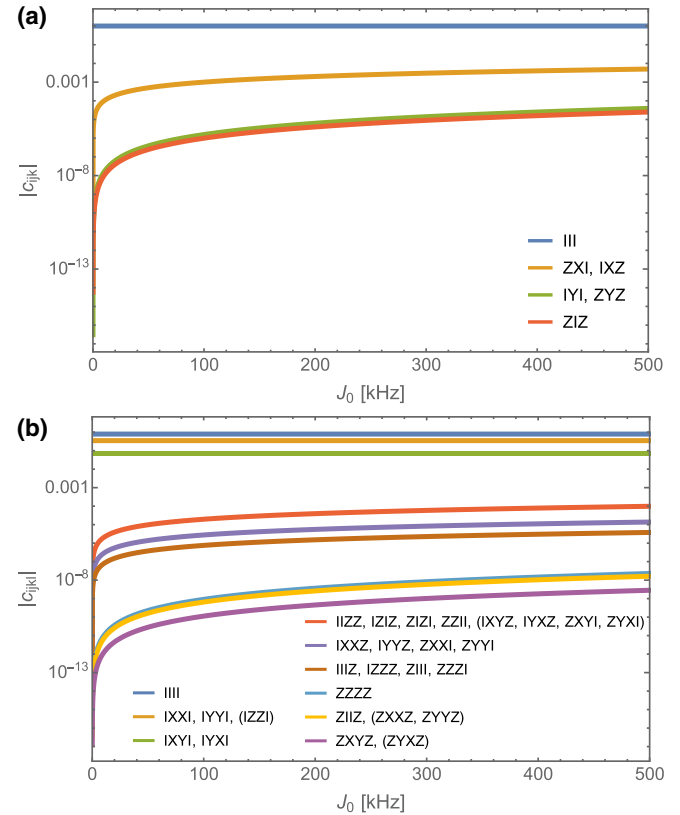 (a)
|c_ijk|
0.001
10^-8
10^-13
III
ZXI, IXZ
IYI, ZYZ
ZIZ
0 100 200 300 400 500
J_0 [kHz]
(b)
|c_ijkl|
0.001
10^-8
10^-13
IIZZ, IZIZ, ZIZI, ZZII, (IXYZ, IYXZ, ZXYI, ZYXI)
IXXZ, IYYZ, ZXXI, ZYYI
IIIZ, IZZZ, ZIII, ZZZI
IIII ZZZZ
IXXI, IYYI, (IZZI) ZIIZ, (ZXXZ, ZYYZ)
IXYI, IYXI ZXYZ, (ZYXZ)
0 100 200 300 400 500
J_0 [kHz]